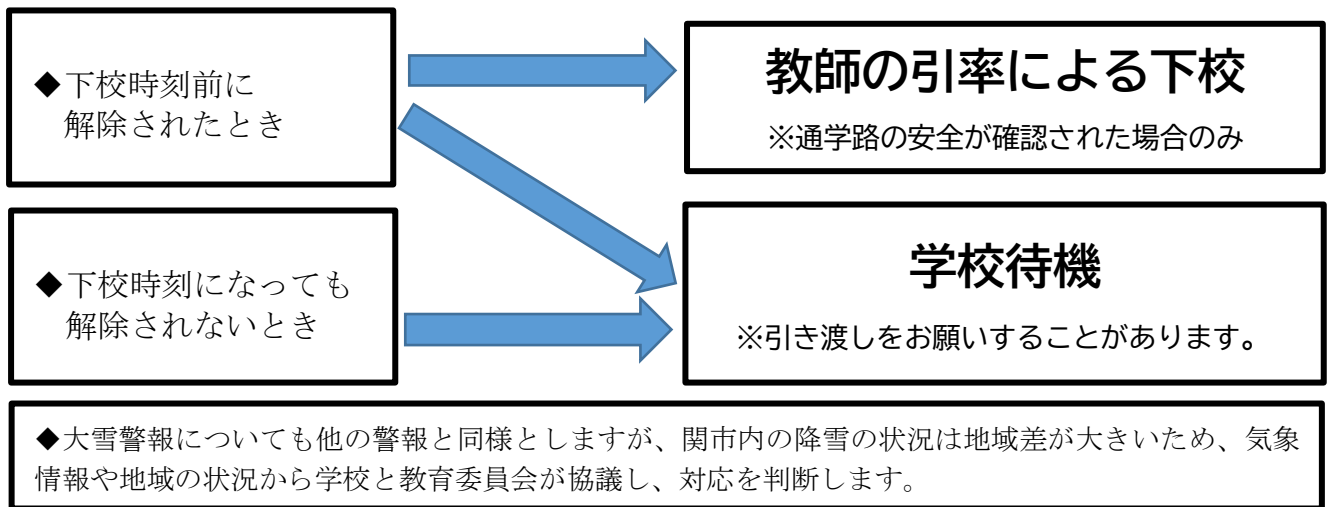 ◆下校時刻前に
解除されたとき
教師の引率による下校
※通学路の安全が確認された場合のみ
◆下校時刻になっても
解除されないとき
学校待機
※引き渡しをお願いすることがあります。
◆大雪警報についても他の警報と同様としますが、関市内の降雪の状況は地域差が大きいため、気象
情報や地域の状況から学校と教育委員会が協議し、対応を判断します。